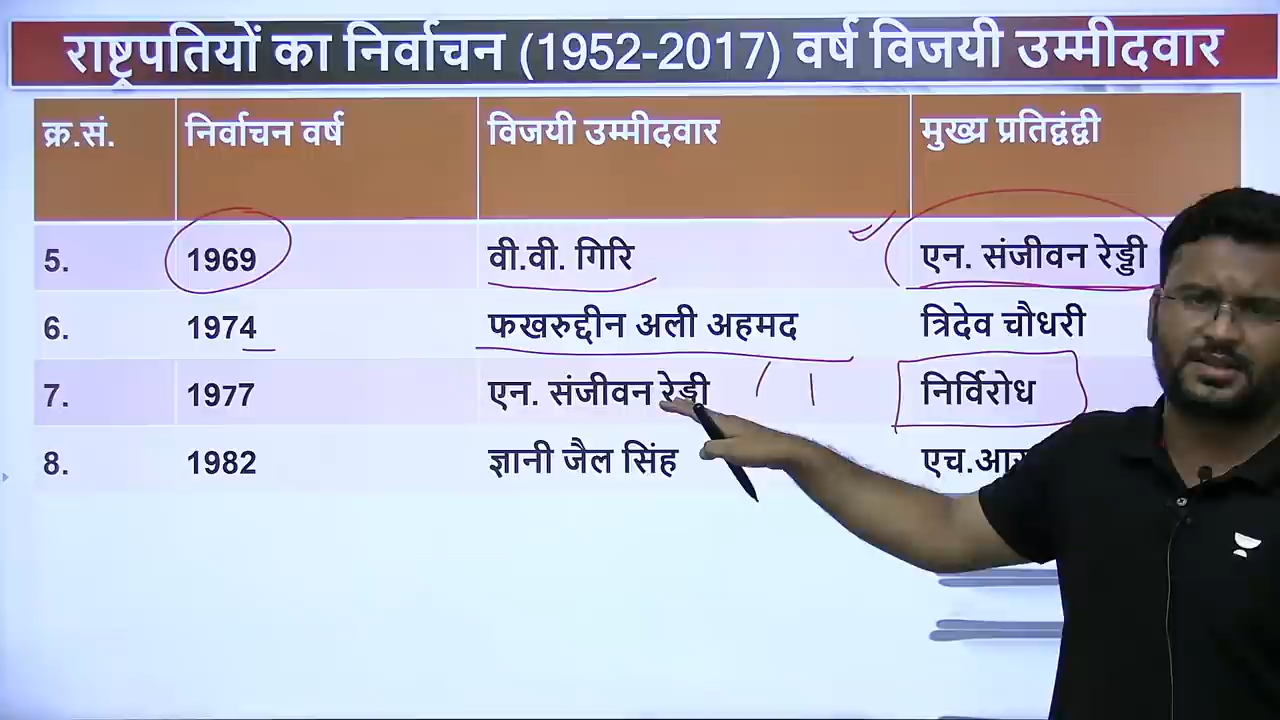 राष्ट्रपतियों का निर्वाचन (1952-2017) वर्ष विजयी उम्मीदवार
क्र.सं. निर्वाचन वर्ष विजयी उम्मीदवार मुख्य प्रतिद्वंद्वी
5. 1969 वी.वी. गिरि एन. संजीवन रेड्डी
6. 1974 फखरुद्दीन अली अहमद त्रिदेव चौधरी
7. 1977 एन. संजीवन रेड्डी निर्विरोध
8. 1982 ज्ञानी जैल सिंह